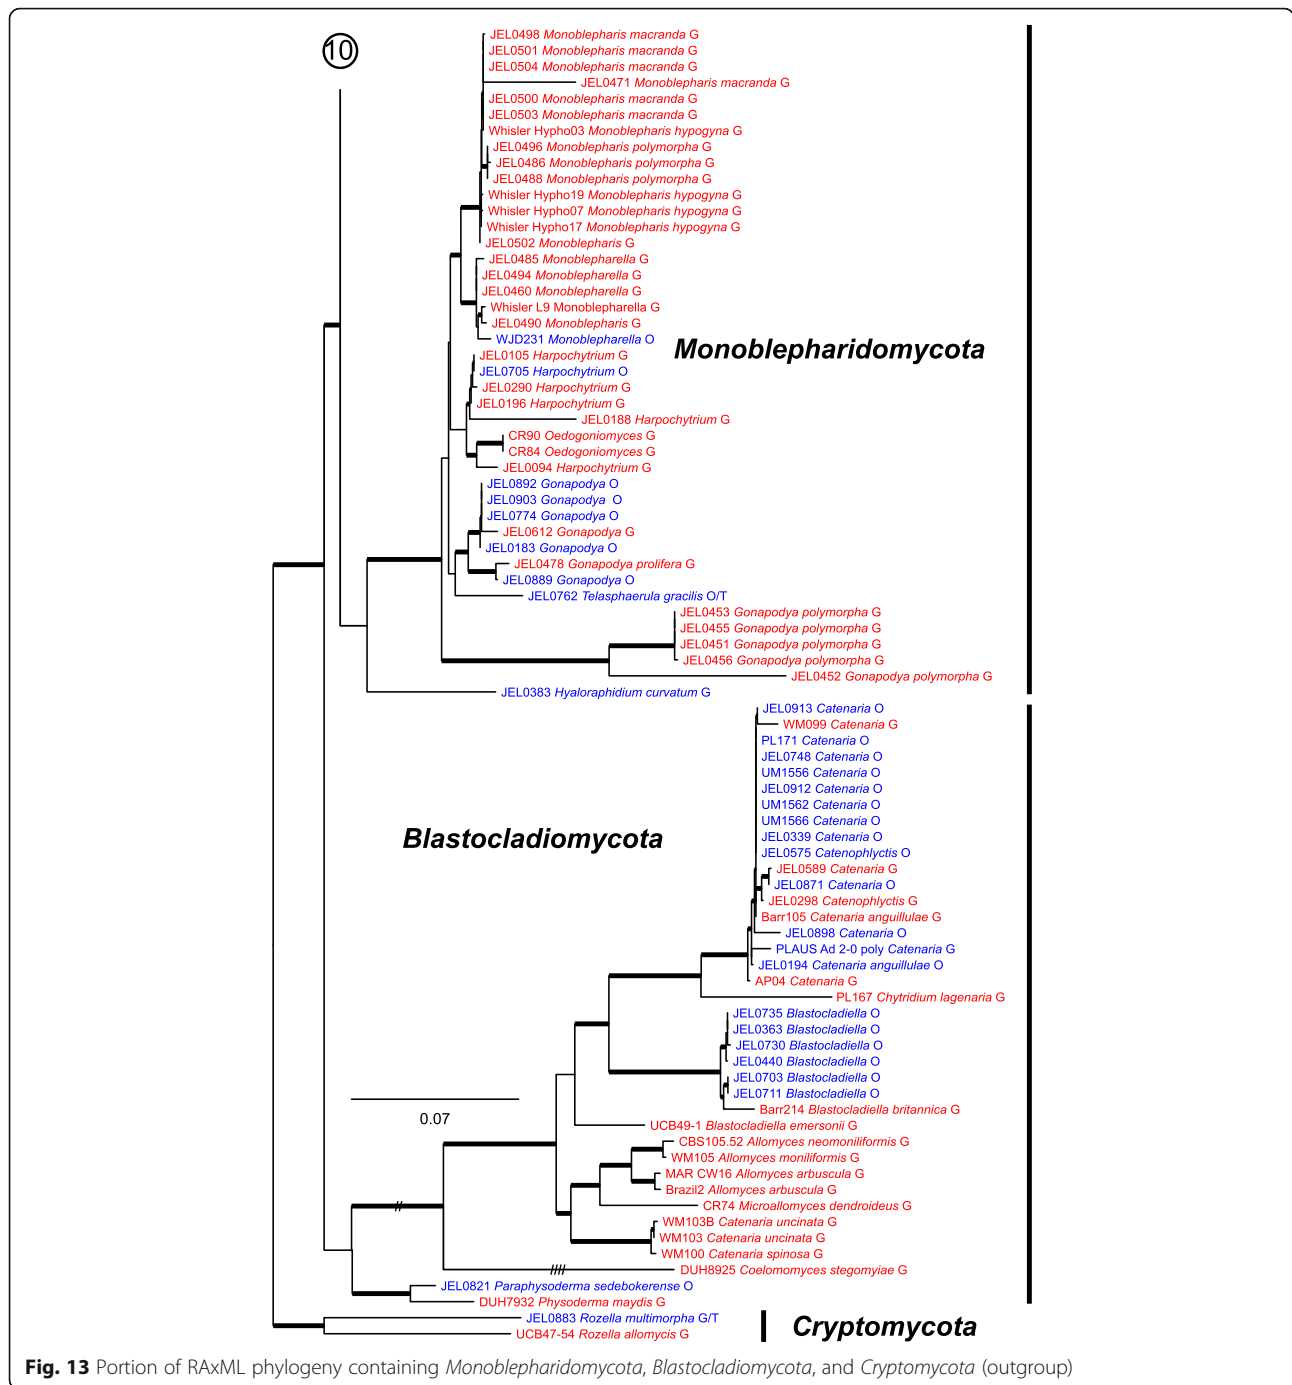 10
JEL0498 Monoblepharis macranda G
JEL0501 Monoblepharis macranda G
JEL0504 Monoblepharis macranda G
JEL0471 Monoblepharis macranda G
JEL0500 Monoblepharis macranda G
JEL0503 Monoblepharis macranda G
Whisler Hypho03 Monoblepharis hypogyna G
JEL0496 Monoblepharis polymorpha G
JEL0486 Monoblepharis polymorpha G
JEL0488 Monoblepharis polymorpha G
Whisler Hypho19 Monoblepharis hypogyna G
Whisler Hypho07 Monoblepharis hypogyna G
Whisler Hypho17 Monoblepharis hypogyna G
JEL0502 Monoblepharis G
JEL0485 Monoblepharella G
JEL0494 Monoblepharella G
JEL0460 Monoblepharella G
Whisler L9 Monoblepharella G
JEL0490 Monoblepharis G
WJD231 Monoblepharella O
Monoblepharidomycota
JEL0105 Harpochytrium G
JEL0705 Harpochytrium O
JEL0290 Harpochytrium G
JEL0196 Harpochytrium G
JEL0188 Harpochytrium G
CR90 Oedogoniomyces G
CR84 Oedogoniomyces G
JEL0094 Harpochytrium G
JEL0892 Gonapodya O
JEL0903 Gonapodya O
JEL0774 Gonapodya O
JEL0612 Gonapodya G
JEL0183 Gonapodya O
JEL0478 Gonapodya prolifera G
JEL0889 Gonapodya O
JEL0762 Telasphaerula gracilis O/T
JEL0453 Gonapodya polymorpha G
JEL0455 Gonapodya polymorpha G
JEL0451 Gonapodya polymorpha G
JEL0456 Gonapodya polymorpha G
JEL0452 Gonapodya polymorpha G
JEL0383 Hyaloraphidium curvatum G
JEL0913 Catenaria O
WM099 Catenaria G
PL171 Catenaria O
JEL0748 Catenaria O
UM1556 Catenaria O
JEL0912 Catenaria O
UM1562 Catenaria O
UM1566 Catenaria O
JEL0339 Catenaria O
Blastocladiomycota
JEL0575 Catenophlyctis O
JEL0589 Catenaria G
JEL0871 Catenaria O
JEL0298 Catenophlyctis G
Barr105 Catenaria anguillulae G
JEL0898 Catenaria O
PLAUS Ad 2-0 poly Catenaria G
JEL0194 Catenaria anguillulae O
AP04 Catenaria G
PL167 Chytridium lagenaria G
JEL0735 Blastocladiella O
JEL0363 Blastocladiella O
JEL0730 Blastocladiella O
JEL0440 Blastocladiella O
JEL0703 Blastocladiella O
JEL0711 Blastocladiella O
Barr214 Blastocladiella britannica G
0.07
UCB49-1 Blastocladiella emersonii G
CBS105.52 Allomyces neomoniliformis G
WM105 Allomyces moniliformis G
MAR CW16 Allomyces arbuscula G
Brazil2 Allomyces arbuscula G
CR74 Microallomyces dendroideus G
WM103B Catenaria uncinata G
WM103 Catenaria uncinata G
WM100 Catenaria spinosa G
DUH8925 Coelomomyces stegomyiae G
JEL0821 Paraphysoderma sedebokerense O
DUH7932 Physoderma maydis G
JEL0883 Rozella multimorpha G/T
Cryptomycota
UCB47-54 Rozella allomycis G
Fig. 13 Portion of RAxML phylogeny containing Monoblepharidomycota, Blastocladiomycota, and Cryptomycota (outgroup)